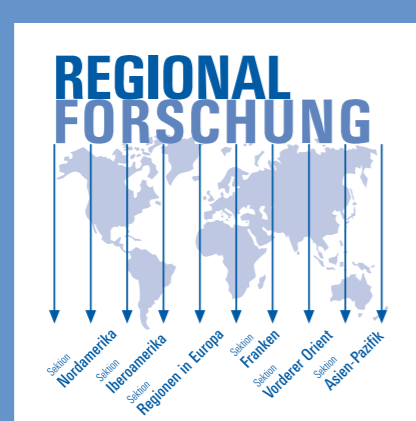 REGIONAL
FORSCHUNG
Sektion
Nordamerika
Sektion
Iberoamerika
Sektion
Regionen in Europa
Sektion
Franken
Sektion
Vorderer Orient
Sektion
Asien-Pazifik